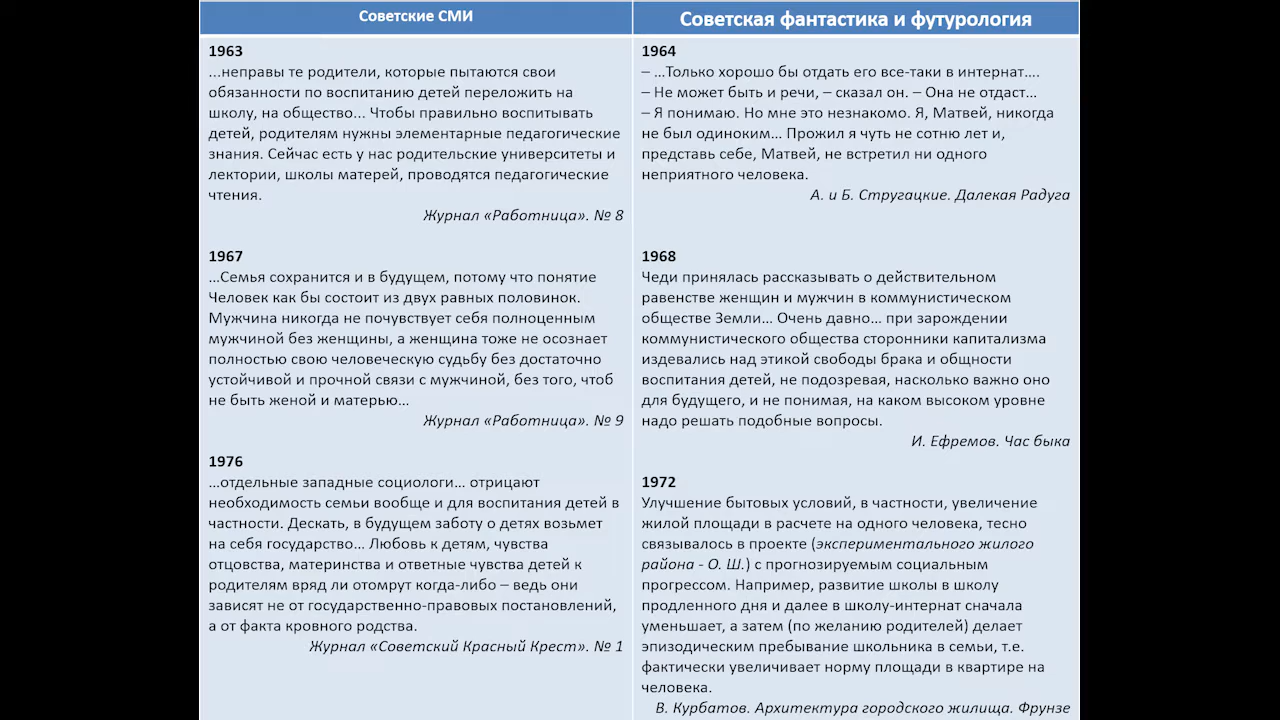 Советские СМИ
1963
...неправы те родители, которые пытаются свои
обязанности по воспитанию детей переложить на
школу, на общество... Чтобы правильно воспитывать
детей, родителям нужны элементарные педагогические
знания. Сейчас есть у нас родительские университеты и
лектории, школы матерей, проводятся педагогические
чтения.
Журнал «Работница». № 8
1967
...Семья сохранится и в будущем, потому что понятие
Человек как бы состоит из двух равных половинок.
Мужчина никогда не почувствует себя полноценным
мужчиной без женщины, а женщина тоже не осознает
полностью свою человеческую судьбу без достаточно
устойчивой и прочной связи с мужчиной, без того, чтоб
не быть женой и матерью...
Журнал «Работница». № 9
1976
...отдельные западные социологи... отрицают
необходимость семьи вообще и для воспитания детей в
частности. Дескать, в будущем заботу о детях возьмет
на себя государство... Любовь к детям, чувства
отцовства, материнства и ответные чувства детей к
родителям вряд ли отомрут когда-либо – ведь они
зависят не от государственно-правовых постановлений,
а от факта кровного родства.
Журнал «Советский Красный Крест». № 1
Советская фантастика и футурология
1964
– ...Только хорошо бы отдать его все-таки в интернат....
– Не может быть и речи, – сказал он. – Она не отдаст...
– Я понимаю. Но мне это незнакомо. Я, Матвей, никогда
не был одиноким... Прожил я чуть не сотню лет и,
представь себе, Матвей, не встретил ни одного
неприятного человека.
А. и Б. Стругацкие. Далекая Радуга
1968
Чеди принялась рассказывать о действительном
равенстве женщин и мужчин в коммунистическом
обществе Земли... Очень давно... при зарождении
коммунистического общества сторонники капитализма
издевались над этикой свободы брака и общности
воспитания детей, не подозревая, насколько важно оно
для будущего, и не понимая, на каком высоком уровне
надо решать подобные вопросы.
И. Ефремов. Час быка
1972
Улучшение бытовых условий, в частности, увеличение
жилой площади в расчете на одного человека, тесно
связывалось в проекте (экспериментального жилого
района - О. Ш.) с прогнозируемым социальным
прогрессом. Например, развитие школы в школу
продленного дня и далее в школу-интернат сначала
уменьшает, а затем (по желанию родителей) делает
эпизодическим пребывание школьника в семьи, т.е.
фактически увеличивает норму площади в квартире на
человека.
В. Курбатов. Архитектура городского жилища. Фрунзе